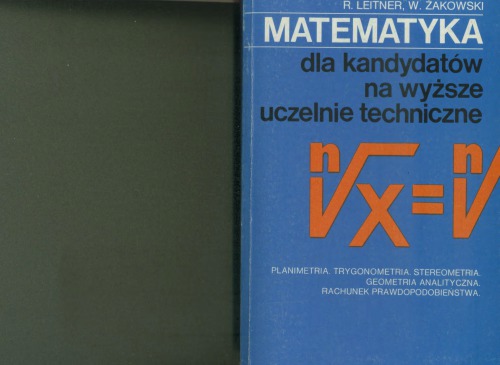 R. LEITNER, W. ŻAKOWSKI
MATEMATYKA
dla kandydatów
na wyższe
uczelnie techniczne
n√x = n√
PLANIMETRIA. TRYGONOMETRIA. STEREOMETRIA.
GEOMETRIA ANALITYCZNA.
RACHUNEK PRAWDOPODOBIEŃSTWA.